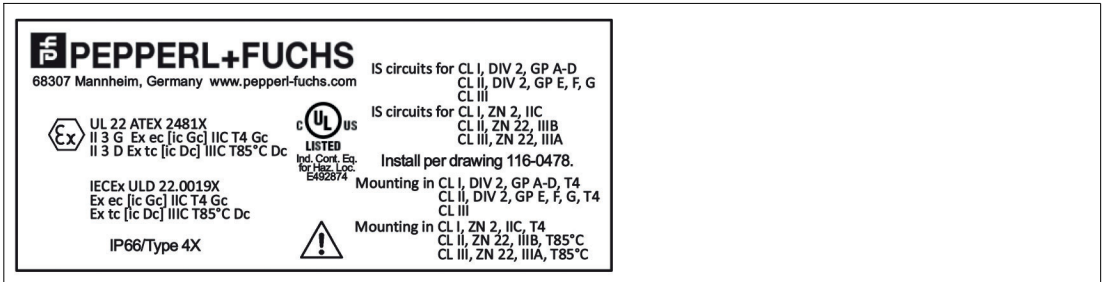 PEPPERL+FUCHS
68307 Mannheim, Germany www.pepperl-fuchs.com
UL 22 ATEX 2481X
II 3 G Ex ec [ic Gc] IIC T4 Gc
II 3 D Ex tc [ic Dc] IIIC T85°C Dc
IECEx ULD 22.0019X
Ex ec [ic Gc] IIC T4 Gc
Ex tc [ic Dc] IIIC T85°C Dc
IP66/Type 4X
C UL US
LISTED
Ind. Cont. Eq.
for Haz. Loc.
E492874
IS circuits for CL I, DIV 2, GP A-D
CL II, DIV 2, GP E, F, G
CL III
IS circuits for CL I, ZN 2, IIC
CL II, ZN 22, IIIB
CL III, ZN 22, IIIA
Install per drawing 116-0478.
Mounting in CL I, DIV 2, GP A-D, T4
CL II, DIV 2, GP E, F, G, T4
CL III
Mounting in CL I, ZN 2, IIC, T4
CL II, ZN 22, IIIB, T85°C
CL III, ZN 22, IIIA, T85°C